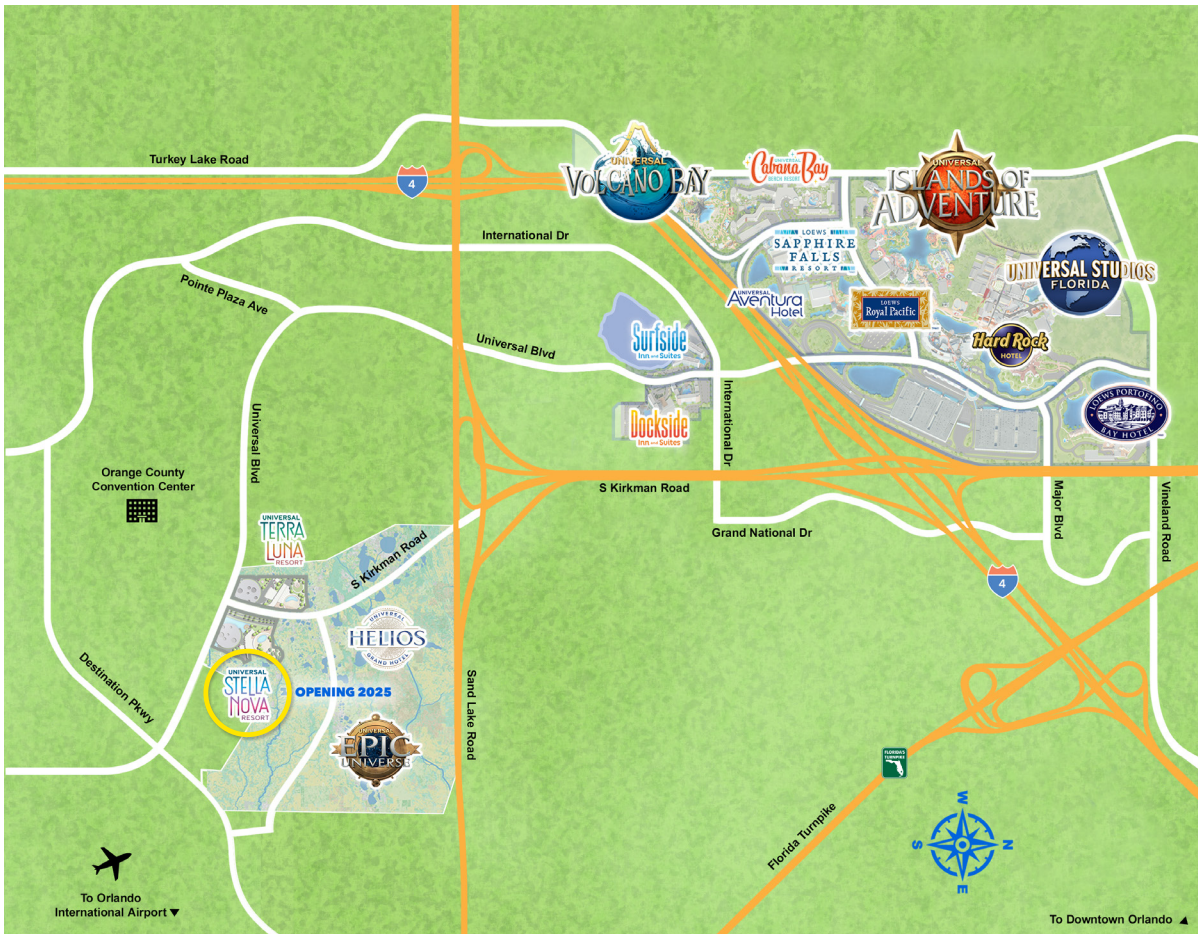 Turkey Lake Road
4
UNIVERSAL
VOLCANO BAY
UNIVERSAL
Cabana Bay
BEACH RESORT
UNIVERSAL
ISLANDS OF
ADVENTURE
International Dr
LOEWS
SAPPHIRE
FALLS
RESORT
UNIVERSAL STUDIOS
FLORIDA
Pointe Plaza Ave
UNIVERSAL
Aventura
Hotel
LOEWS
Royal Pacific
Universal Blvd
Surfside
Inn and Suites
Hard Rock
HOTEL
Dockside
Inn and Suites
International Dr
LOEWS PORTOFINO
BAY HOTEL
Universal Blvd
Orange County
Convention Center
S Kirkman Road
Grand National Dr
Major Blvd
Vineland Road
UNIVERSAL
TERRA
LUNA
RESORT
S Kirkman Road
4
UNIVERSAL
HELIOS
GRAND HOTEL
Destination Pkwy
UNIVERSAL
STELLA
NOVA
RESORT
OPENING 2025
Sand Lake Road
UNIVERSAL
EPIC
UNIVERSE
FLORIDA'S
TURNPIKE
Florida Turnpike
W
S
N
E
To Orlando
International Airport
To Downtown Orlando